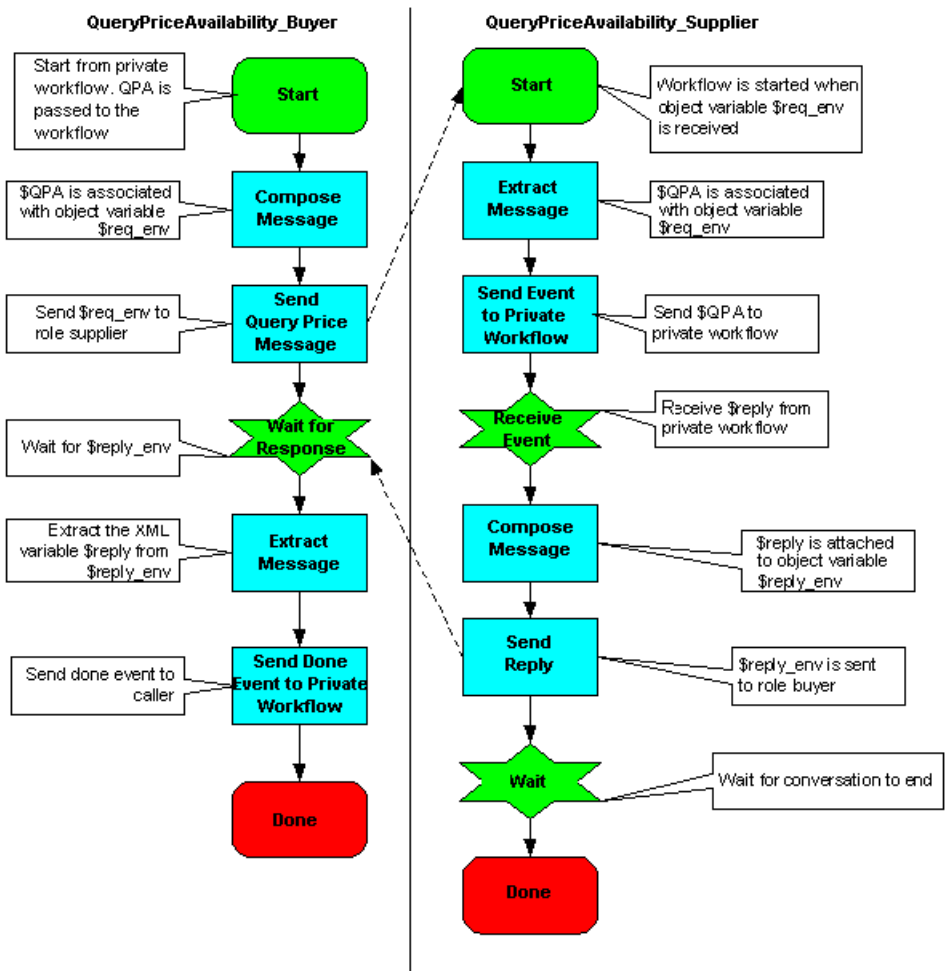 QueryPriceAvailability_Buyer
Start from private
workflow. QPA is
passed to the
workflow
Start
$QPA is associated
with object variable
$req_env
Compose
Message
Send $req_env to
role supplier
Send
Query Price
Message
Wait for $reply_env
Wait for
Response
Extract the XML
variable $reply from
$reply_env
Extract
Message
Send done event to
caller
Send Done
Event to Private
Workflow
Done
QueryPriceAvailability_Supplier
Start
Workflow is started when
object variable $req_env
is received
Extract
Message
$QPA is associated
with object variable
$req_env
Send Event
to Private
Workflow
Send $QPA to
private workflow
Receive
Event
Receive $reply from
private workflow
Compose
Message
$reply is attached
to object variable
$reply_env
Send
Reply
$reply_env is sent
to role buyer
Wait
Wait for conversation to end
Done